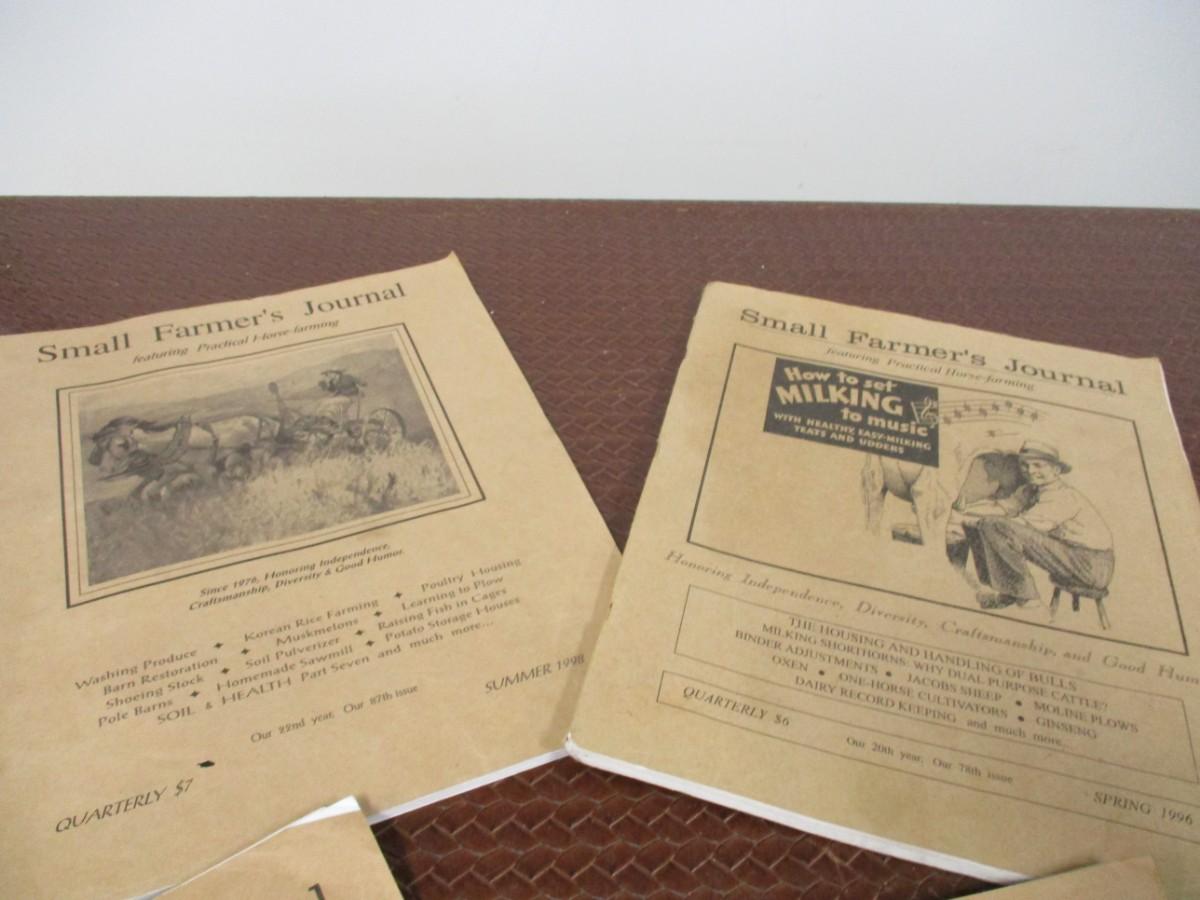 Small Farmer's Journal
featuring Practical Horse-farming
Since 1976, Honoring Independence,
Craftsmanship, Diversity & Good Humor.
Washing Produce ✦ Korean Rice Farming ✦ Poultry Housing
Barn Restoration ✦ Muskmelons ✦ Learning to Plow
Shoeing Stock ✦ Soil Pulverizer ✦ Raising Fish in Cages
Pole Barns ✦ Homemade Sawmill ✦ Potato Storage Houses
SOIL & HEALTH Part Seven and much more...
SUMMER 1998
Our 22nd year, Our 87th issue
QUARTERLY $7
l
Small Farmer's Journal
featuring Practical Horse-farming
How to set
MILKING
to music
WITH HEALTHY, EASY-MILKING
TEATS AND UDDERS
Honoring Independence, Diversity, Craftsmanship, and Good Hum
THE HOUSING AND HANDLING OF BULLS
MILKING SHORTHORNS: WHY DUAL PURPOSE CATTLE?
BINDER ADJUSTMENTS • JACOBS SHEEP • MOLINE PLOWS
OXEN • ONE-HORSE CULTIVATORS • GINSENG
DAIRY RECORD KEEPING and much more...
QUARTERLY $6
Our 20th year, Our 78th issue
SPRING 1996